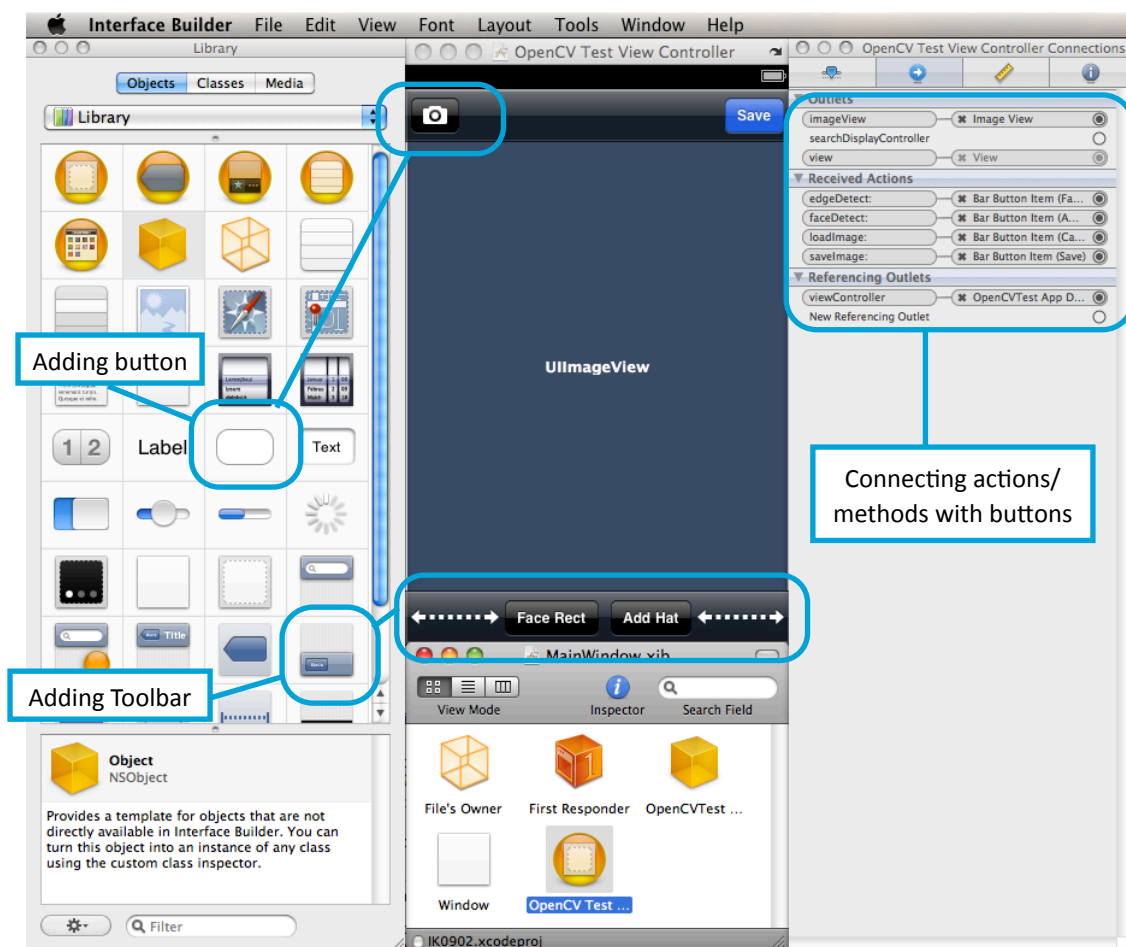 Interface Builder File Edit View Font Layout Tools Window Help
Library
Objects Classes Media
Library
Adding button
1 2
Label
Text
Title
Adding Toolbar
Object
NSObject
Provides a template for objects that are not
directly available in Interface Builder. You can
turn this object into an instance of any class
using the custom class inspector.
Filter
OpenCV Test View Controller
Save
UIImageView
Face Rect Add Hat
MainWindow.xib
View Mode Inspector Search Field
File's Owner First Responder OpenCVTest ...
Window OpenCV Test ...
IK0902.xcodeproj
OpenCV Test View Controller Connections
Outlets
imageView Image View
searchDisplayController
view View
Received Actions
edgeDetect: Bar Button Item (Fa...
faceDetect: Bar Button Item (A...
loadImage: Bar Button Item (Ca...
saveImage: Bar Button Item (Save)
Referencing Outlets
viewController OpenCVTest App D...
New Referencing Outlet
Connecting actions/
methods with buttons